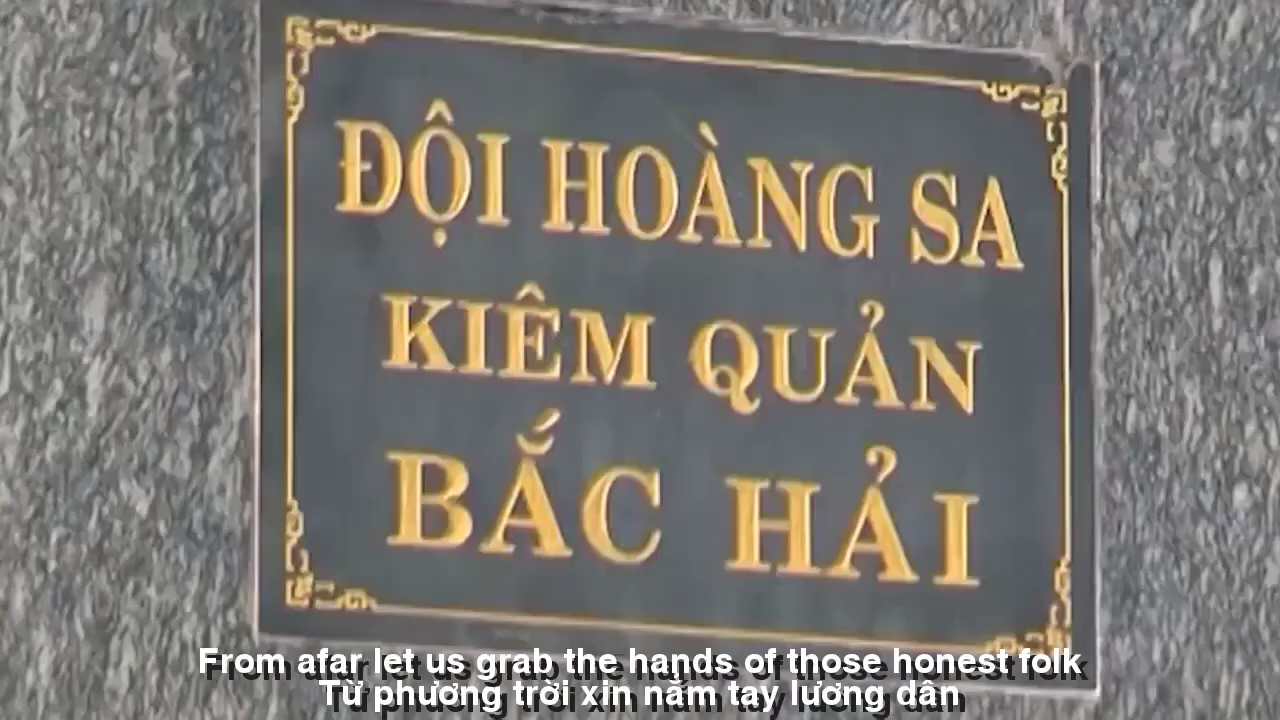 ĐỘI HOÀNG SA
KIÊM QUẢN
BẮC HẢI
From afar let us grab the hands of those honest folk
Từ phương trời xin nắm tay lương dân